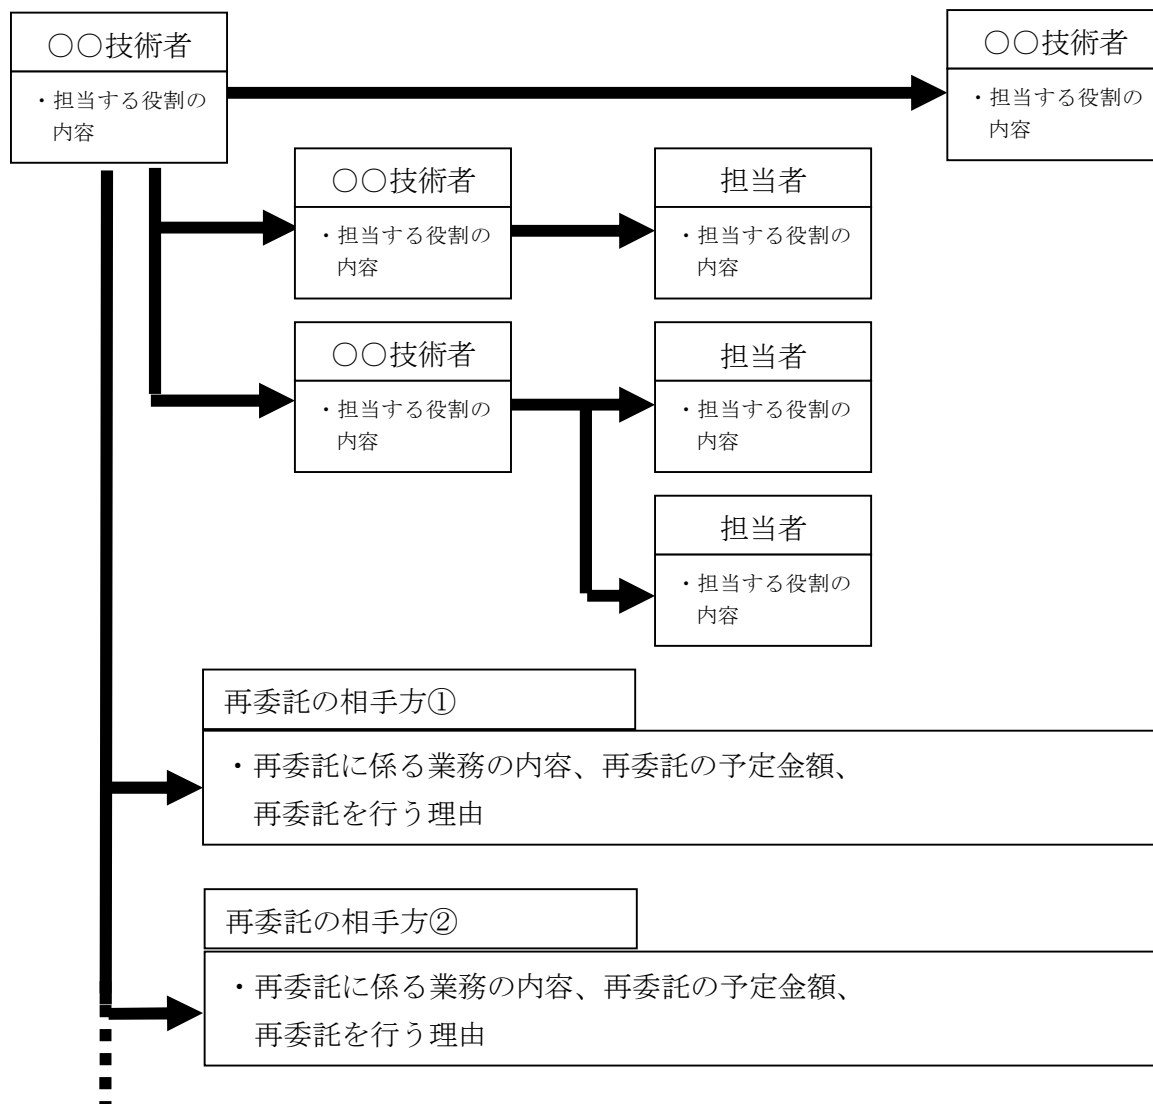 ○○技術者
・担当する役割の
内容
○○技術者
・担当する役割の
内容
○○技術者
・担当する役割の
内容
担当者
・担当する役割の
内容
○○技術者
・担当する役割の
内容
担当者
・担当する役割の
内容
担当者
・担当する役割の
内容
再委託の相手方①
・再委託に係る業務の内容、再委託の予定金額、
再委託を行う理由
再委託の相手方②
・再委託に係る業務の内容、再委託の予定金額、
再委託を行う理由